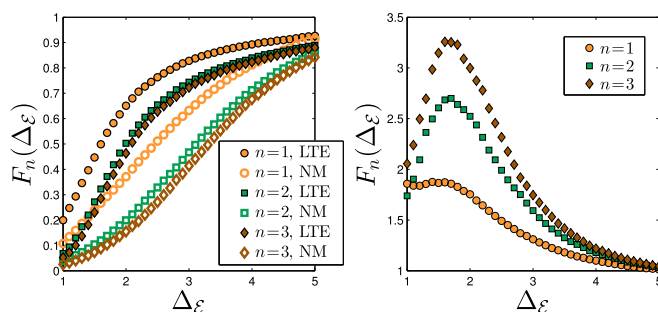 F_n(Δ_ℰ)
1
0.9
0.8
0.7
0.6
0.5
0.4
0.3
0.2
0.1
0
1
2
3
4
5
Δ_ℰ
n=1, LTE
n=1, NM
n=2, LTE
n=2, NM
n=3, LTE
n=3, NM
F_n(Δ_ℰ)
3.5
3
2.5
2
1.5
1
1
2
3
4
5
Δ_ℰ
n=1
n=2
n=3